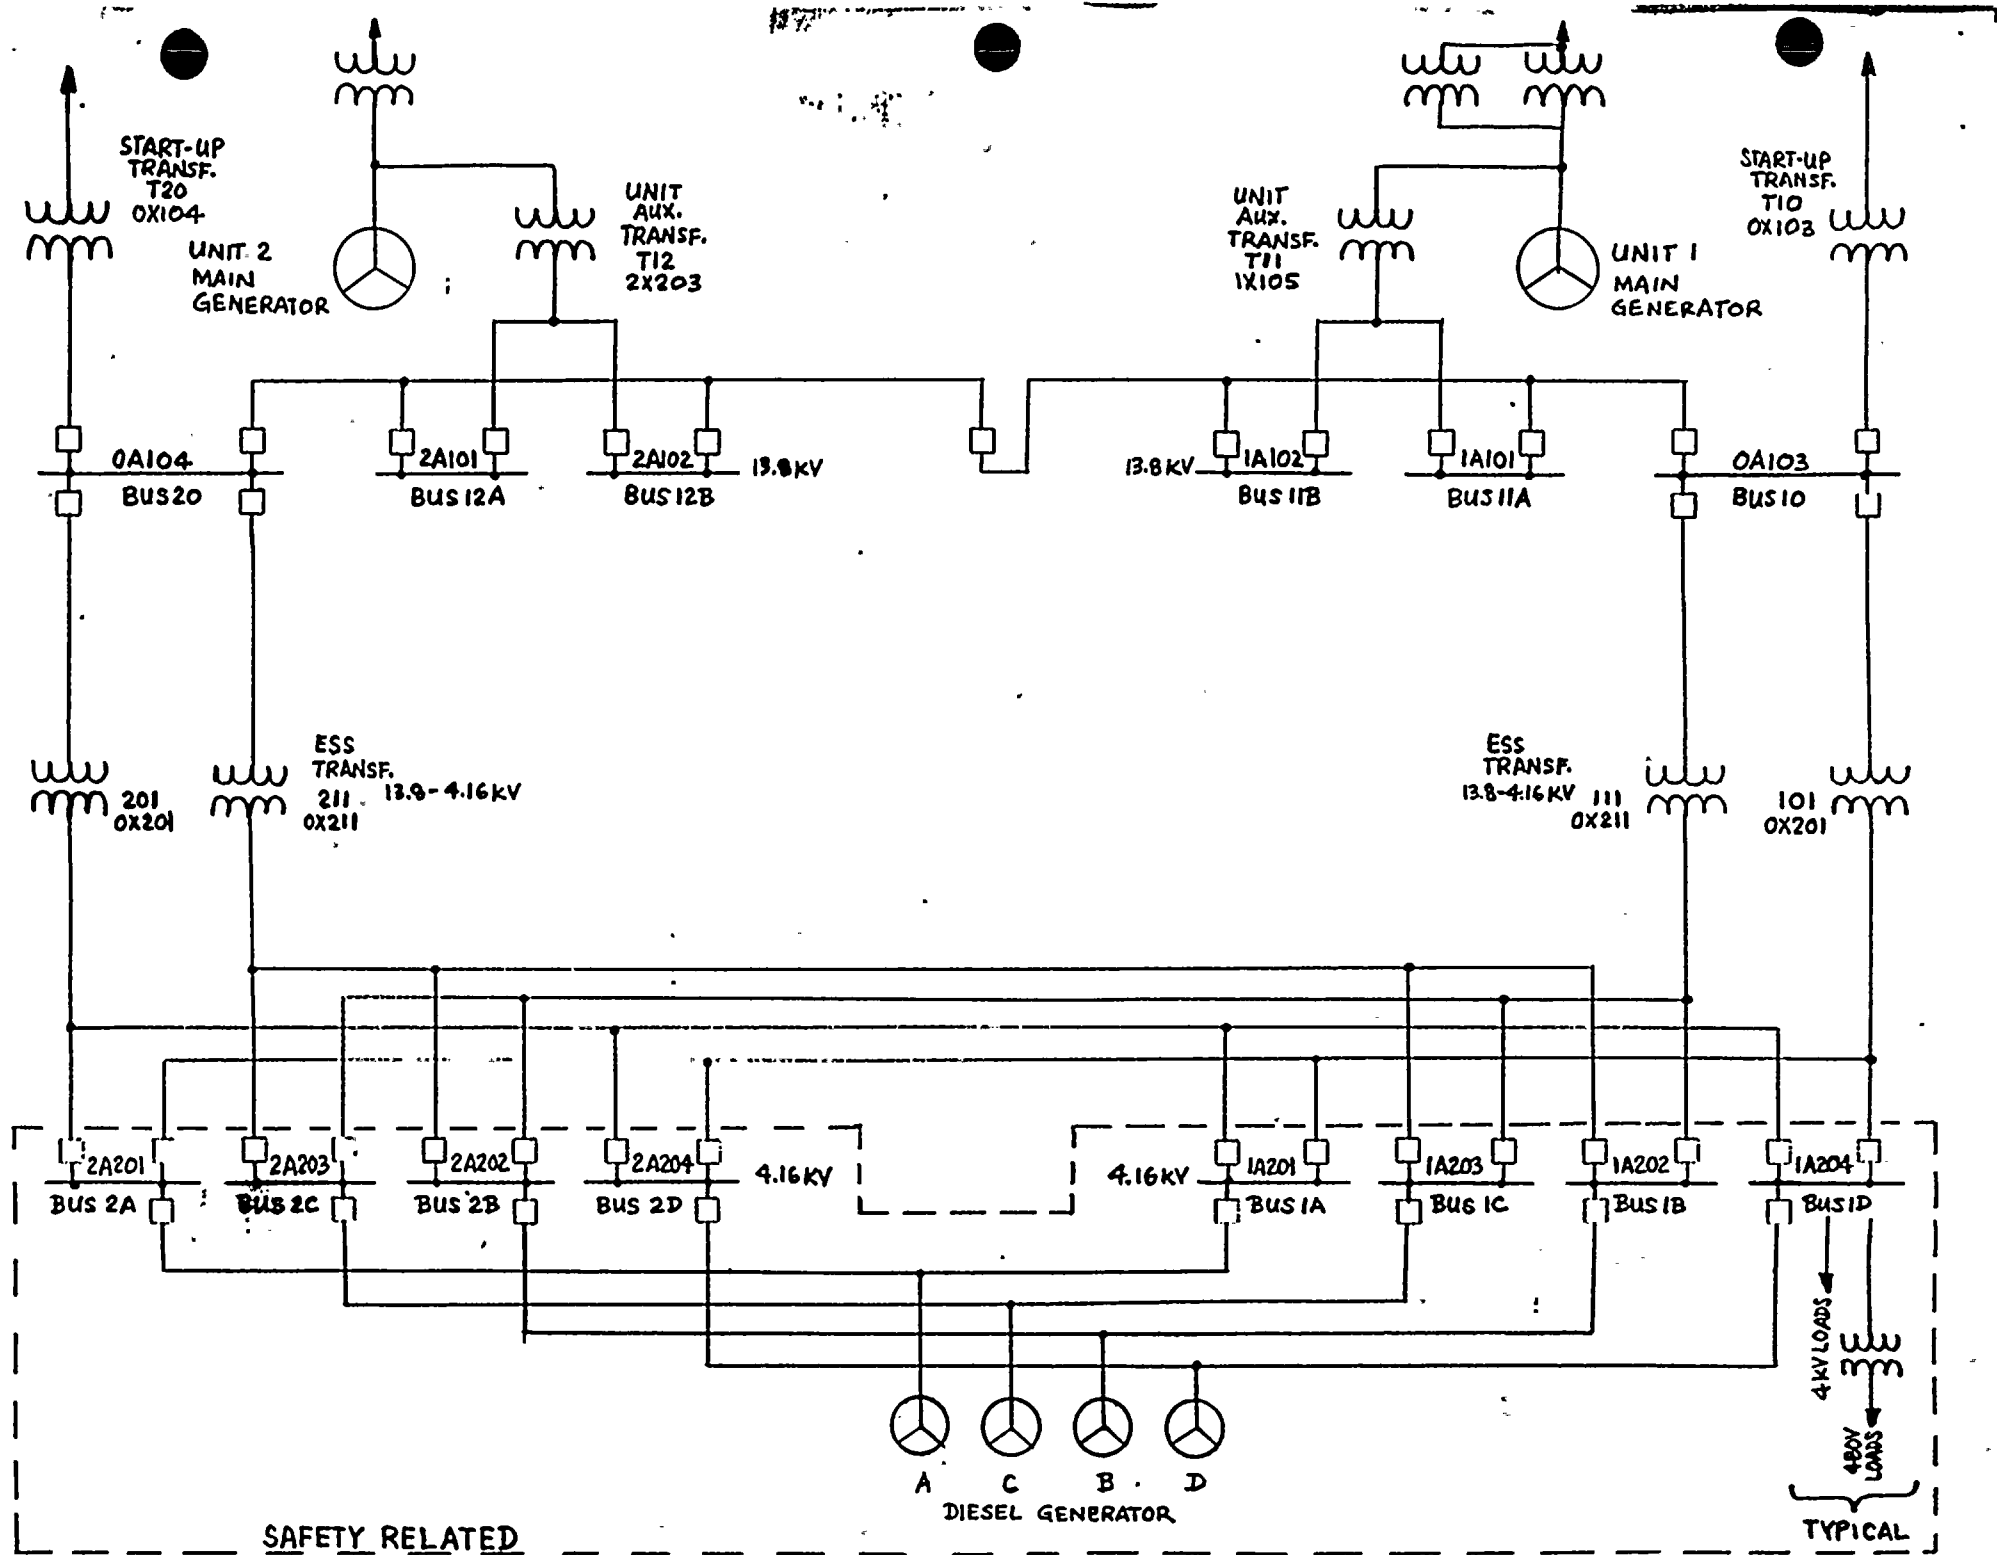 START-UP
TRANSF.
T20
0X104
UNIT 2
MAIN
GENERATOR
UNIT
AUX.
TRANSF.
T12
2X203
UNIT
AUX.
TRANSF.
T11
1X105
UNIT 1
MAIN
GENERATOR
START-UP
TRANSF.
T10
0X103
0A104
BUS 20
2A101
BUS 12A
2A102
BUS 12B
13.8KV
13.8KV
1A102
BUS 11B
1A101
BUS 11A
0A103
BUS 10
201
0X201
ESS
TRANSF.
211 13.8-4.16KV
0X211
ESS
TRANSF.
13.8-4.16KV 111
0X211
101
0X201
2A201
BUS 2A
2A203
BUS 2C
2A202
BUS 2B
2A204
BUS 2D
4.16KV
4.16KV
1A201
BUS 1A
1A203
BUS 1C
1A202
BUS 1B
1A204
BUS 1D
4KV LOADS
480V
LOADS
TYPICAL
A C B D
DIESEL GENERATOR
SAFETY RELATED